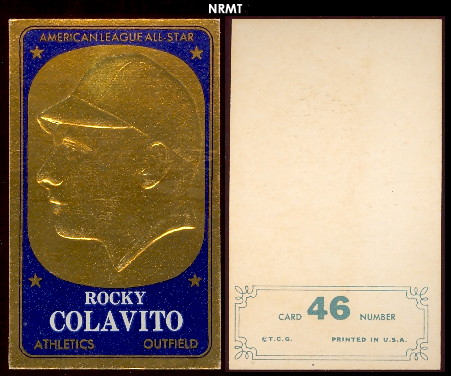 NRMT
AMERICAN LEAGUE ALL-STAR
ROCKY
COLAVITO
ATHLETICS OUTFIELD
CARD 46 NUMBER
©T.C.G. PRINTED IN U.S.A.